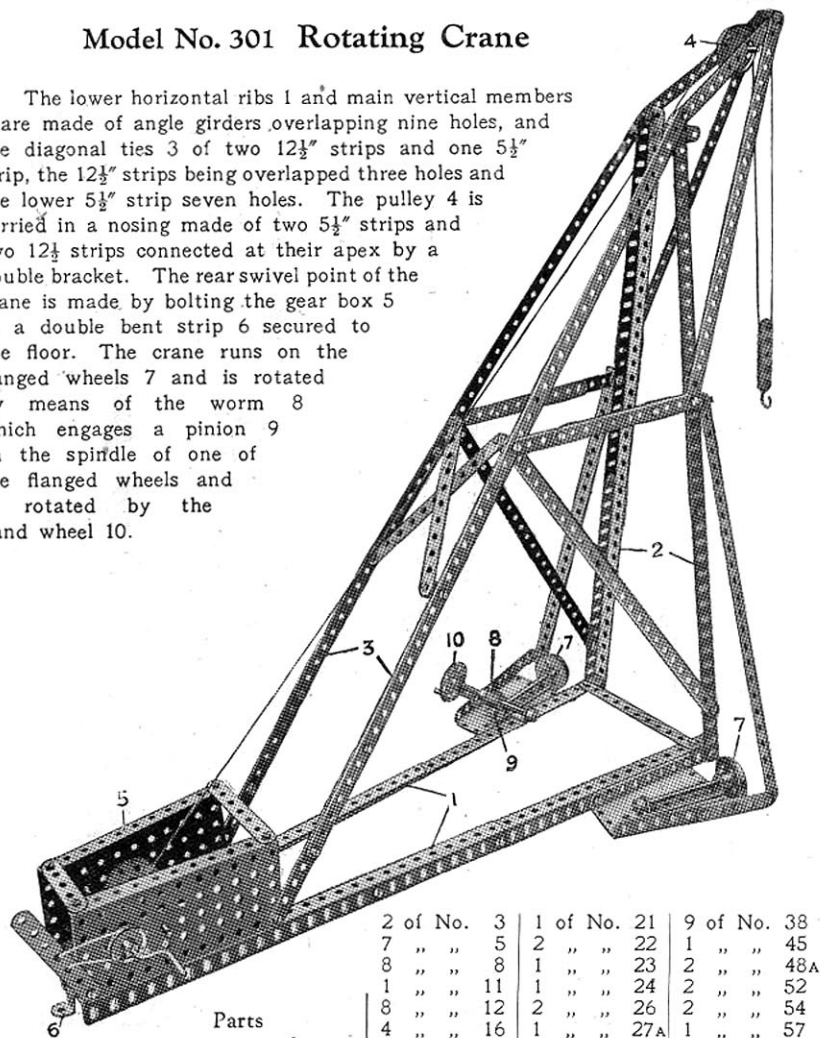 Model No. 301 Rotating Crane
The lower horizontal ribs 1 and main vertical members
are made of angle girders overlapping nine holes, and
e diagonal ties 3 of two 12½″ strips and one 5½″
rip, the 12½″ strips being overlapped three holes and
e lower 5½″ strip seven holes. The pulley 4 is
rried in a nosing made of two 5½″ strips and
o 12½ strips connected at their apex by a
ouble bracket. The rear swivel point of the
ane is made by bolting the gear box 5
a double bent strip 6 secured to
e floor. The crane runs on the
anged wheels 7 and is rotated
means of the worm 8
hich engages a pinion 9
the spindle of one of
e flanged wheels and
rotated by the
nd wheel 10.
4
2
3
10 8 7
9
7
1
5
6
Parts
2 of No. 3 1 of No. 21 9 of No. 38
7 „ „ 5 2 „ „ 22 1 „ „ 45
8 „ „ 8 1 „ „ 23 2 „ „ 48A
1 „ „ 11 1 „ „ 24 2 „ „ 52
8 „ „ 12 2 „ „ 26 2 „ „ 54
4 „ „ 16 1 „ „ 27A 1 „ „ 57